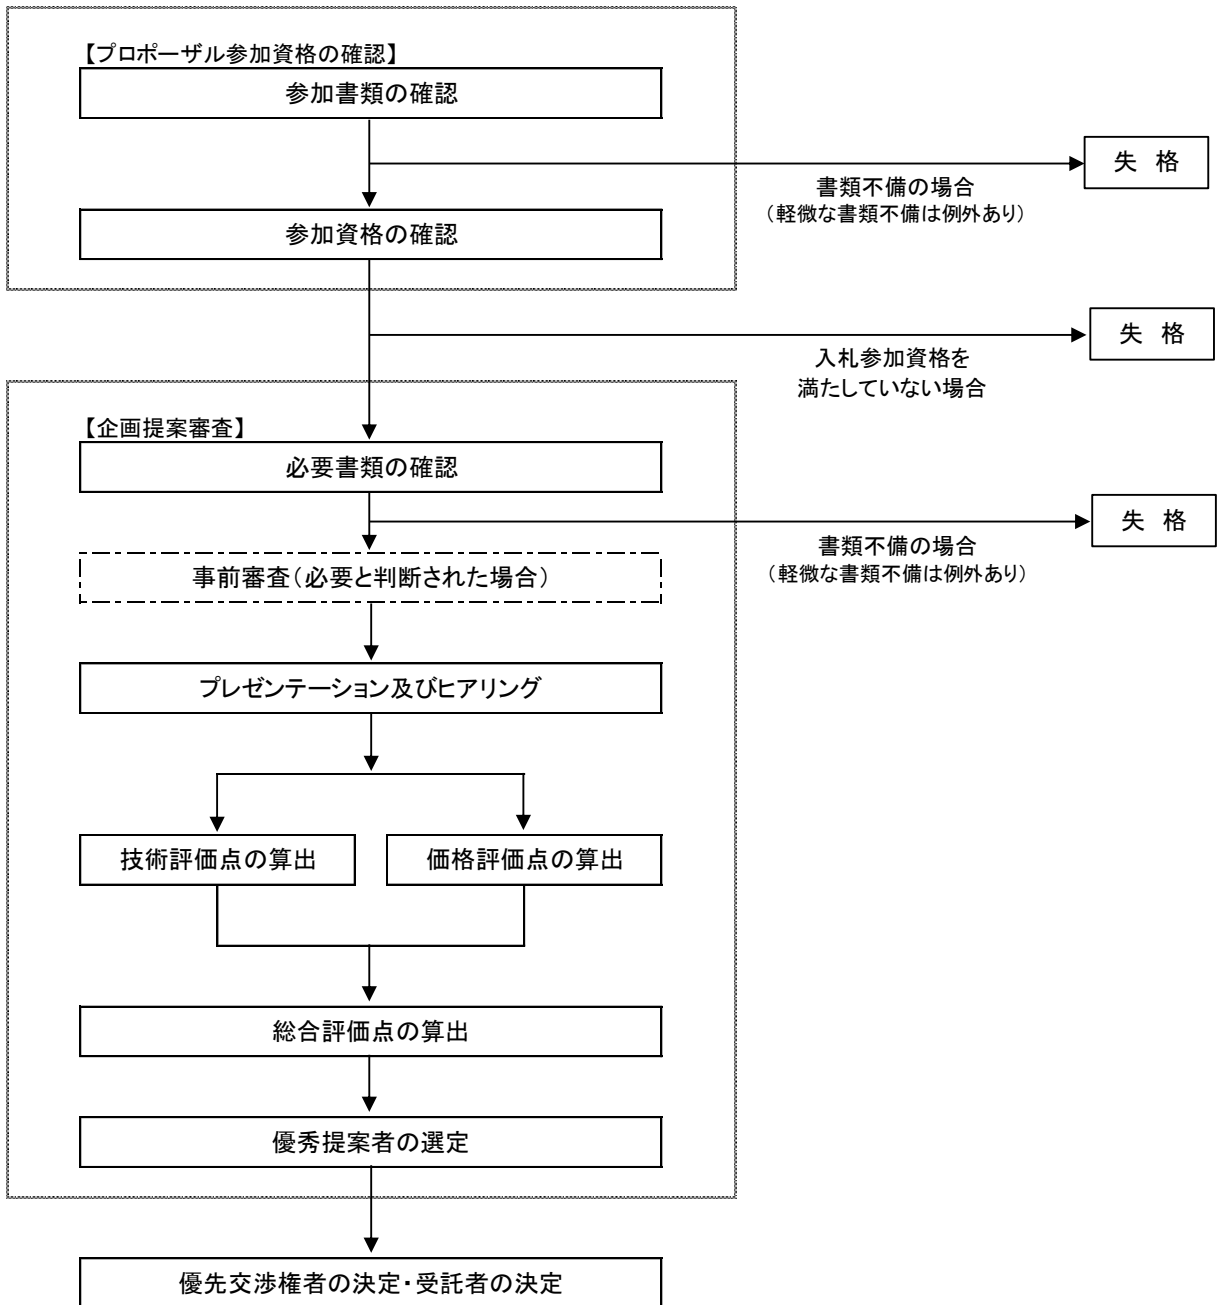 【プロポーザル参加資格の確認】
参加書類の確認
失 格
書類不備の場合
（軽微な書類不備は例外あり）
参加資格の確認
失 格
入札参加資格を
満たしていない場合
【企画提案審査】
必要書類の確認
失 格
書類不備の場合
（軽微な書類不備は例外あり）
事前審査（必要と判断された場合）
プレゼンテーション及びヒアリング
技術評価点の算出
価格評価点の算出
総合評価点の算出
優秀提案者の選定
優先交渉権者の決定・受託者の決定